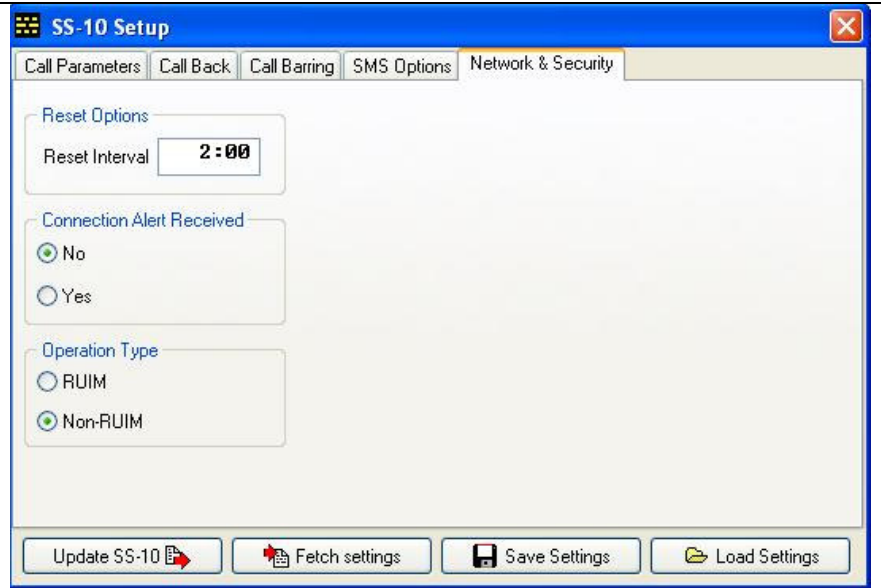 SS-10 Setup
Call Parameters Call Back Call Barring SMS Options Network & Security
Reset Options
Reset Interval 2:00
Connection Alert Received
No
Yes
Operation Type
RUIM
Non-RUIM
Update SS-10 Fetch settings Save Settings Load Settings